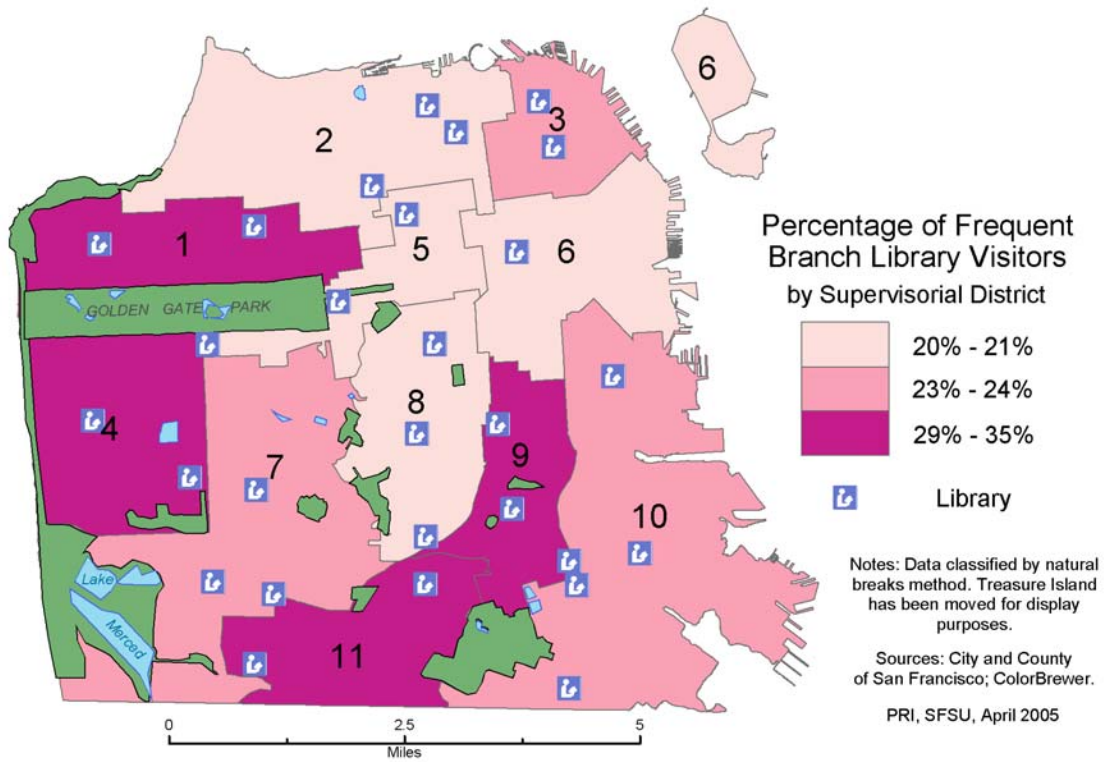 6
3
2
Percentage of Frequent
Branch Library Visitors
by Supervisorial District
1
5
6
GOLDEN GATE PARK
20% - 21%
23% - 24%
29% - 35%
8
4
9
7
Library
10
Notes: Data classified by natural
breaks method. Treasure Island
has been moved for display
purposes.
Lake
Merced
11
Sources: City and County
of San Francisco; ColorBrewer.
PRI, SFSU, April 2005
0
2.5
5
Miles